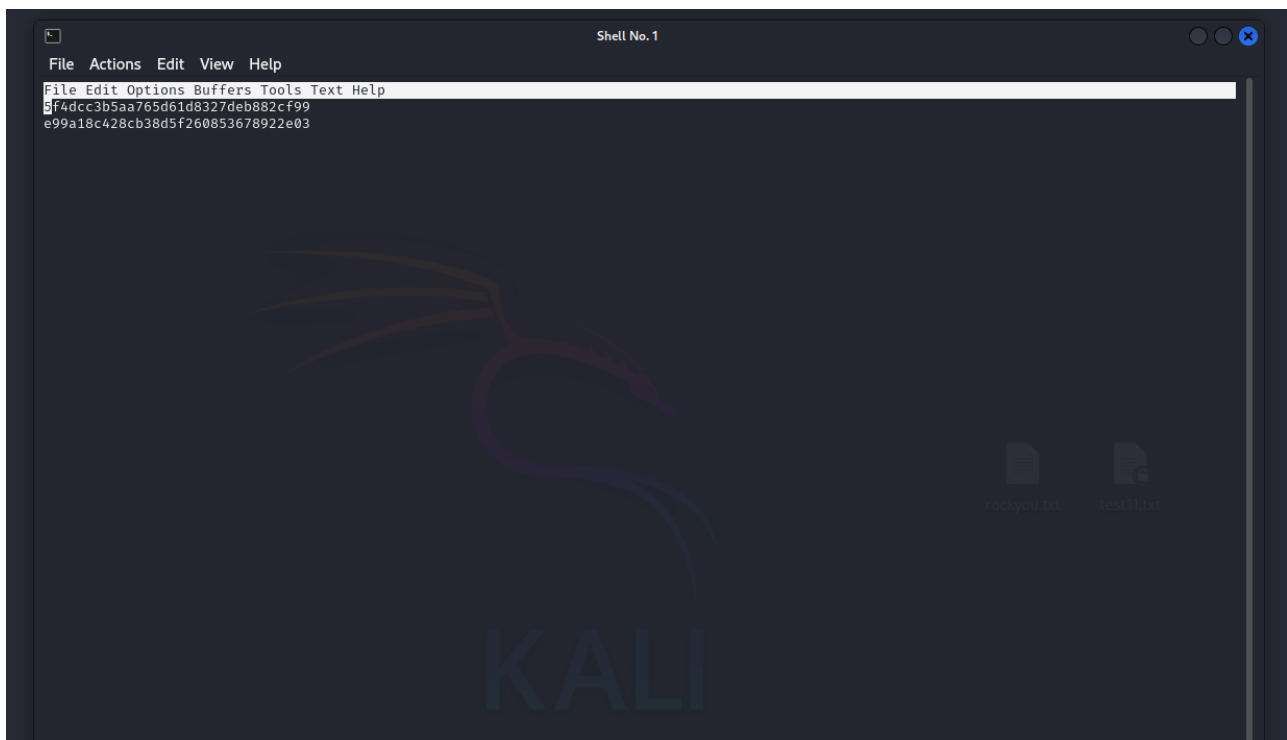 Shell No. 1
File Actions Edit View Help
File Edit Options Buffers Tools Text Help
5f4dcc3b5aa765d61d8327deb882cf99
e99a18c428cb38d5f260853678922e03
rockyou.txt test11.txt
KALI